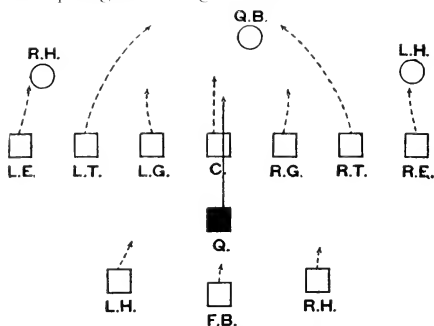 Q.B.
R.H. L.H.
L.E. L.T. L.G. C. R.G. R.T. R.E.
Q.
L.H. F.B. R.H.